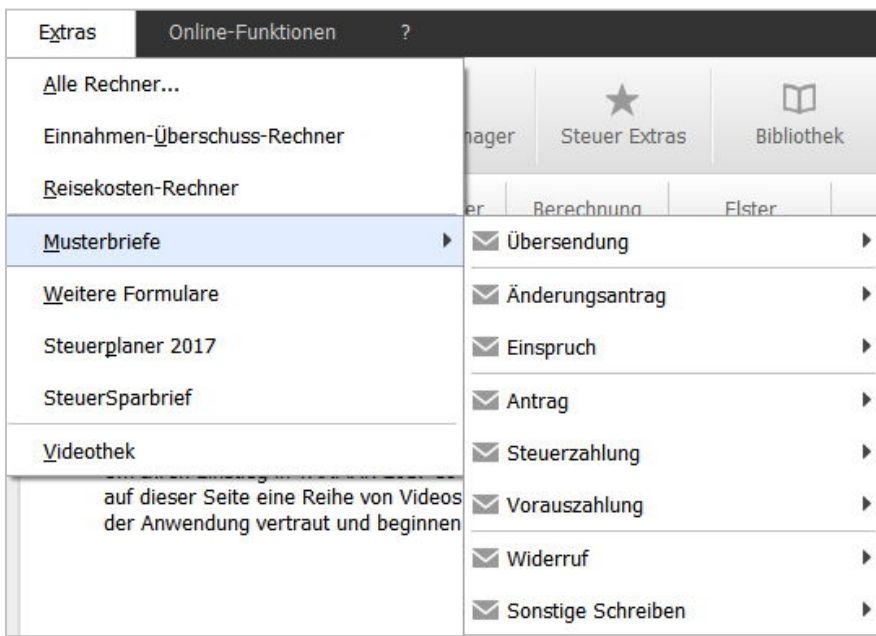 Extras Online-Funktionen ?
Alle Rechner...
Einnahmen-Überschuss-Rechner
Reisekosten-Rechner
Musterbriefe
Weitere Formulare
Steuerplaner 2017
SteuerSparbrief
Videothek
nager Steuer Extras Bibliothek
er Berechnung Elster
Übersendung
Änderungsantrag
Einspruch
Antrag
Steuerzahlung
Vorauszahlung
Widerruf
Sonstige Schreiben
auf dieser Seite eine Reihe von Videos
der Anwendung vertraut und beginnen